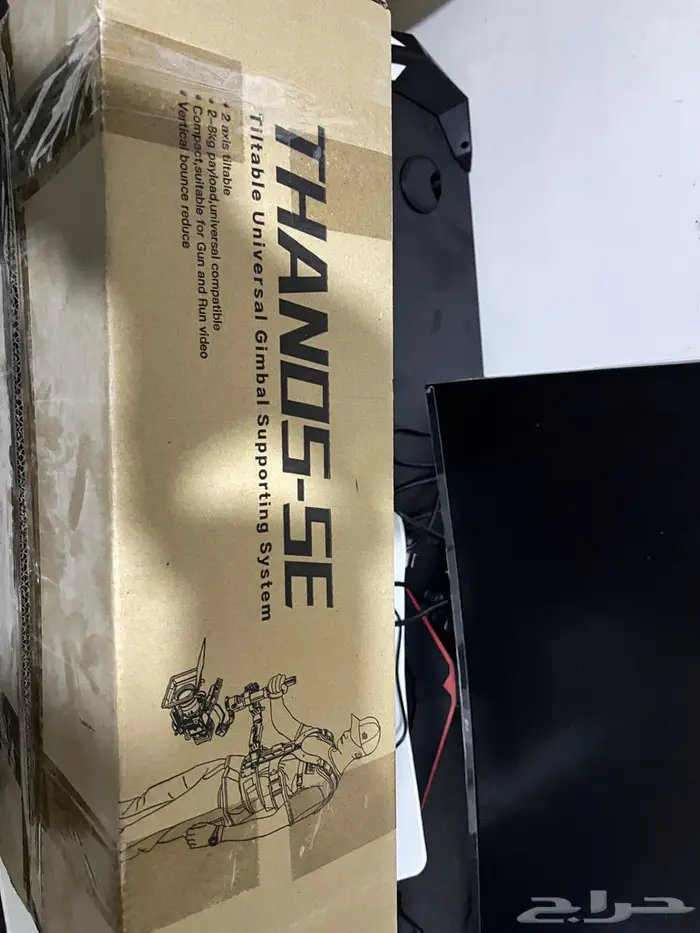 THANOS-SE
Tiltable Universal Gimbal Supporting System
• 2 axis tiltable
• 2-8kg payload,universal compatible
• Compact,suitable for Gun and Run video
• Vertical bounce reduce
حراج